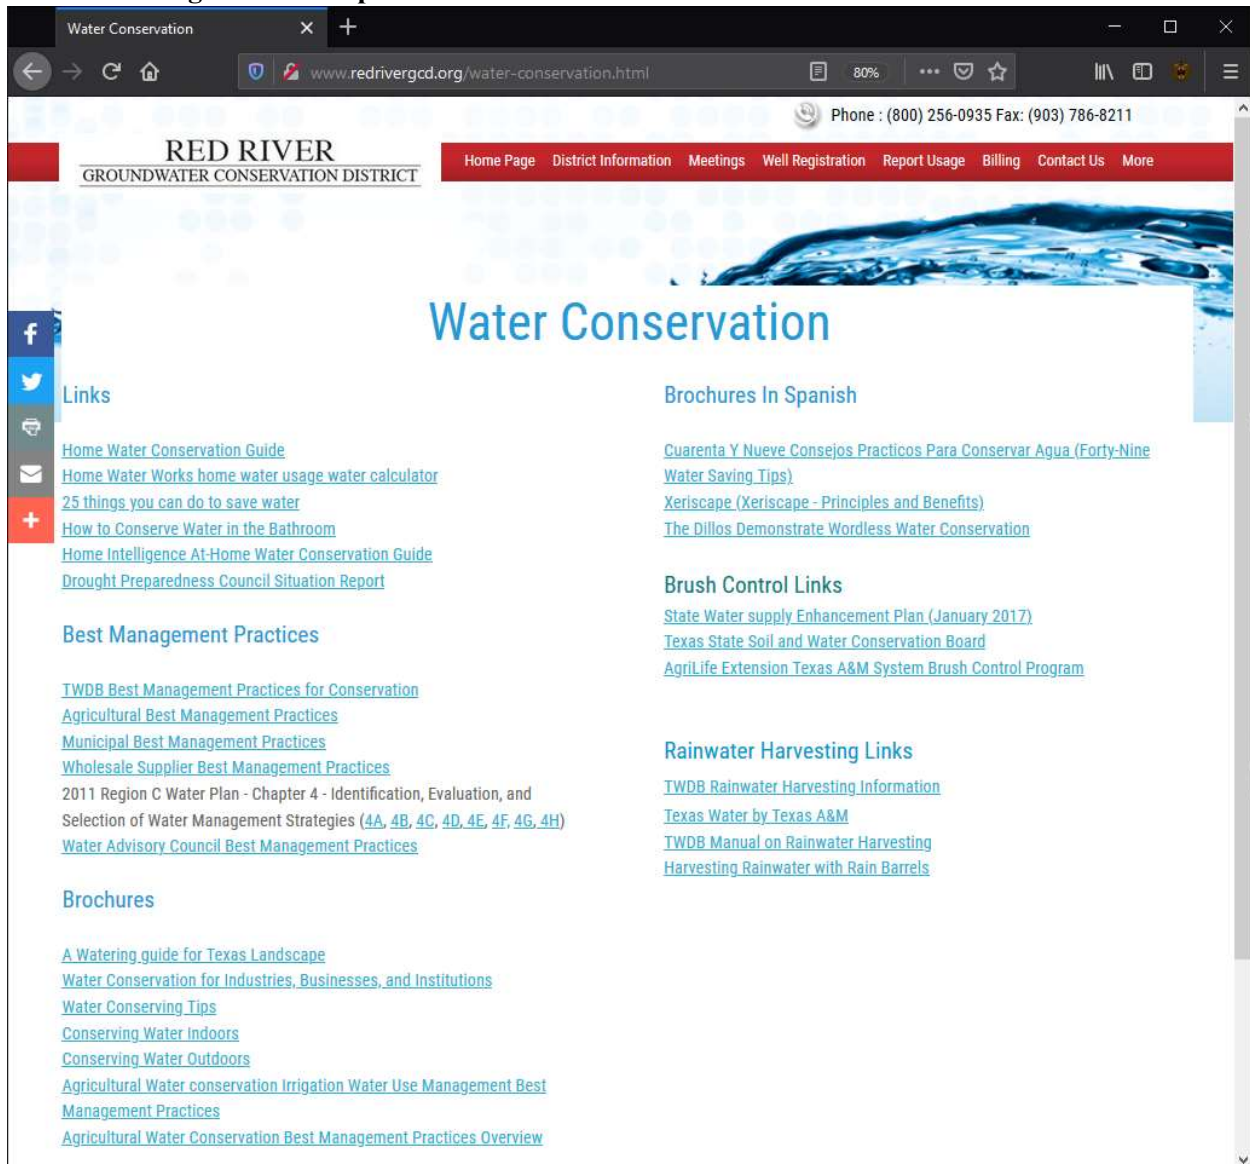 Water Conservation
www.redrivergcd.org/water-conservation.html
80%
Phone : (800) 256-0935 Fax: (903) 786-8211
RED RIVER
GROUNDWATER CONSERVATION DISTRICT
Home Page District Information Meetings Well Registration Report Usage Billing Contact Us More
Water Conservation
Links
Home Water Conservation Guide
Home Water Works home water usage water calculator
25 things you can do to save water
How to Conserve Water in the Bathroom
Home Intelligence At-Home Water Conservation Guide
Drought Preparedness Council Situation Report
Best Management Practices
TWDB Best Management Practices for Conservation
Agricultural Best Management Practices
Municipal Best Management Practices
Wholesale Supplier Best Management Practices
2011 Region C Water Plan - Chapter 4 - Identification, Evaluation, and
Selection of Water Management Strategies (4A, 4B, 4C, 4D, 4E, 4F, 4G, 4H)
Water Advisory Council Best Management Practices
Brochures
A Watering guide for Texas Landscape
Water Conservation for Industries, Businesses, and Institutions
Water Conserving Tips
Conserving Water Indoors
Conserving Water Outdoors
Agricultural Water conservation Irrigation Water Use Management Best
Management Practices
Agricultural Water Conservation Best Management Practices Overview
Brochures In Spanish
Cuarenta Y Nueve Consejos Practicos Para Conservar Agua (Forty-Nine
Water Saving Tips)
Xeriscape (Xeriscape - Principles and Benefits)
The Dillos Demonstrate Wordless Water Conservation
Brush Control Links
State Water supply Enhancement Plan (January 2017)
Texas State Soil and Water Conservation Board
AgriLife Extension Texas A&M System Brush Control Program
Rainwater Harvesting Links
TWDB Rainwater Harvesting Information
Texas Water by Texas A&M
TWDB Manual on Rainwater Harvesting
Harvesting Rainwater with Rain Barrels